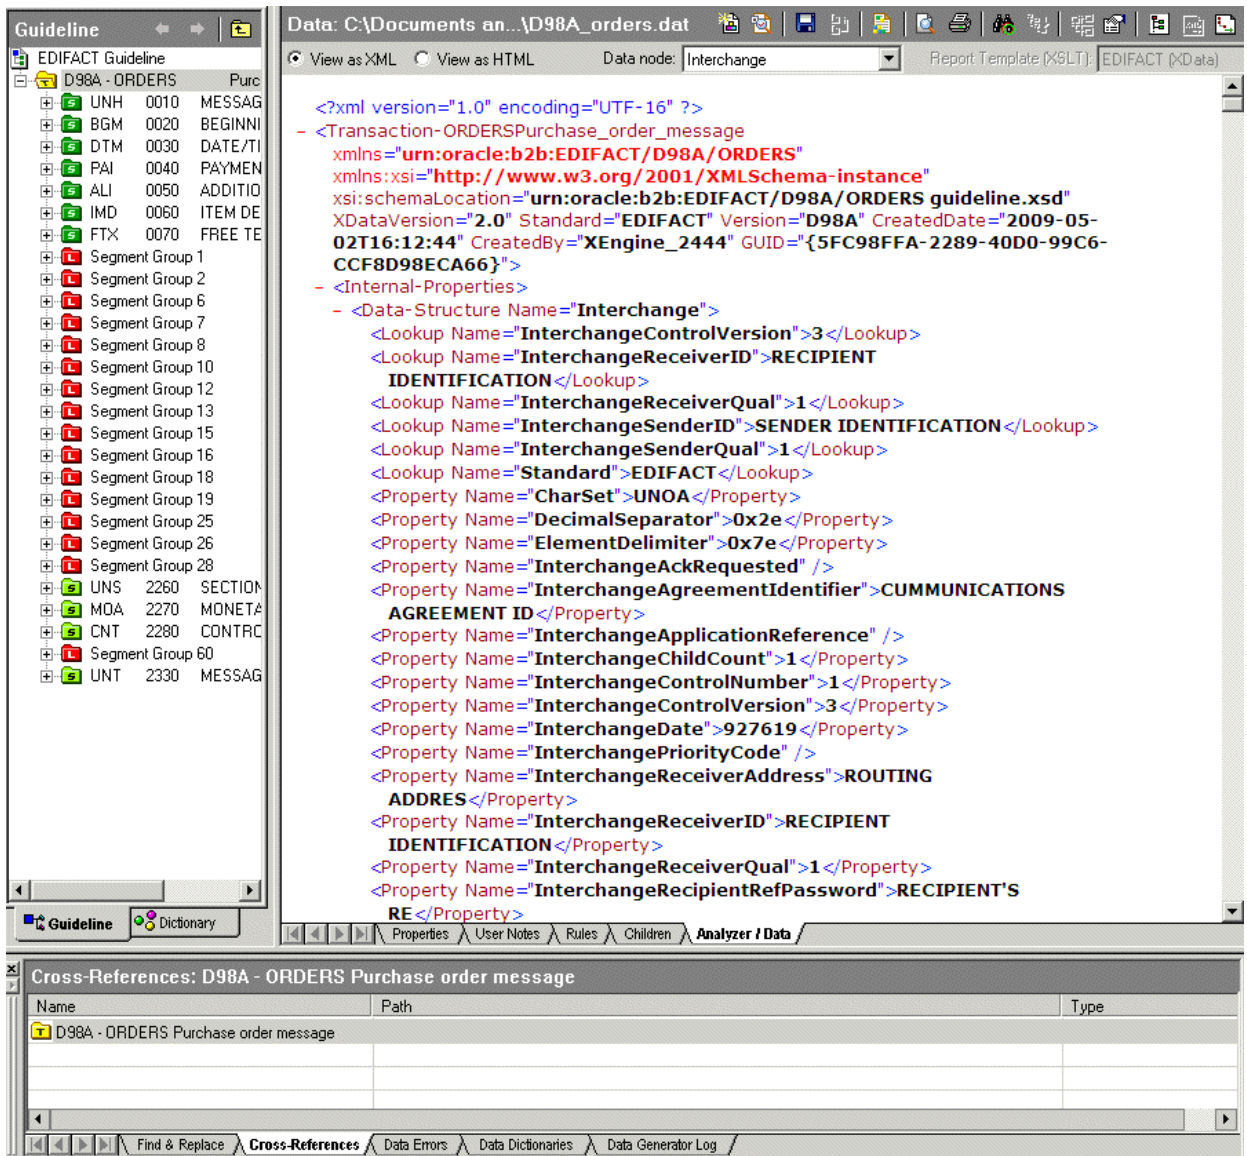 Guideline
EDIFACT Guideline
D98A - ORDERS Purc
UNH 0010 MESSAG
BGM 0020 BEGINNI
DTM 0030 DATE/TI
PAI 0040 PAYMEN
ALI 0050 ADDITIO
IMD 0060 ITEM DE
FTX 0070 FREE TE
Segment Group 1
Segment Group 2
Segment Group 6
Segment Group 7
Segment Group 8
Segment Group 10
Segment Group 12
Segment Group 13
Segment Group 15
Segment Group 16
Segment Group 18
Segment Group 19
Segment Group 25
Segment Group 26
Segment Group 28
UNS 2260 SECTION
MOA 2270 MONETA
CNT 2280 CONTRC
Segment Group 60
UNT 2330 MESSAG
Guideline Dictionary
Data: C:\Documents an...\D98A_orders.dat
View as XML View as HTML Data node: Interchange Report Template (XSLT): EDIFACT (XData)
<?xml version="1.0" encoding="UTF-16" ?>
- <Transaction-ORDERSPurchase_order_message
xmlns="urn:oracle:b2b:EDIFACT/D98A/ORDERS"
xmlns:xsi="http://www.w3.org/2001/XMLSchema-instance"
xsi:schemaLocation="urn:oracle:b2b:EDIFACT/D98A/ORDERS guideline.xsd"
XDataVersion="2.0" Standard="EDIFACT" Version="D98A" CreatedDate="2009-05-
02T16:12:44" CreatedBy="XEngine_2444" GUID="{5FC98FFA-2289-40D0-99C6-
CCF8D98ECA66}">
- <Internal-Properties>
- <Data-Structure Name="Interchange">
<Lookup Name="InterchangeControlVersion">3</Lookup>
<Lookup Name="InterchangeReceiverID">RECIPIENT
IDENTIFICATION</Lookup>
<Lookup Name="InterchangeReceiverQual">1</Lookup>
<Lookup Name="InterchangeSenderID">SENDER IDENTIFICATION</Lookup>
<Lookup Name="InterchangeSenderQual">1</Lookup>
<Lookup Name="Standard">EDIFACT</Lookup>
<Property Name="CharSet">UNOA</Property>
<Property Name="DecimalSeparator">0x2e</Property>
<Property Name="ElementDelimiter">0x7e</Property>
<Property Name="InterchangeAckRequested" />
<Property Name="InterchangeAgreementIdentifier">CUMMUNICATIONS
AGREEMENT ID</Property>
<Property Name="InterchangeApplicationReference" />
<Property Name="InterchangeChildCount">1</Property>
<Property Name="InterchangeControlNumber">1</Property>
<Property Name="InterchangeControlVersion">3</Property>
<Property Name="InterchangeDate">927619</Property>
<Property Name="InterchangePriorityCode" />
<Property Name="InterchangeReceiverAddress">ROUTING
ADDRES</Property>
<Property Name="InterchangeReceiverID">RECIPIENT
IDENTIFICATION</Property>
<Property Name="InterchangeReceiverQual">1</Property>
<Property Name="InterchangeRecipientRefPassword">RECIPIENT'S
RE</Property>
Properties User Notes Rules Children Analyzer / Data
Cross-References: D98A - ORDERS Purchase order message
Name Path Type
D98A - ORDERS Purchase order message
Find & Replace Cross-References Data Errors Data Dictionaries Data Generator Log